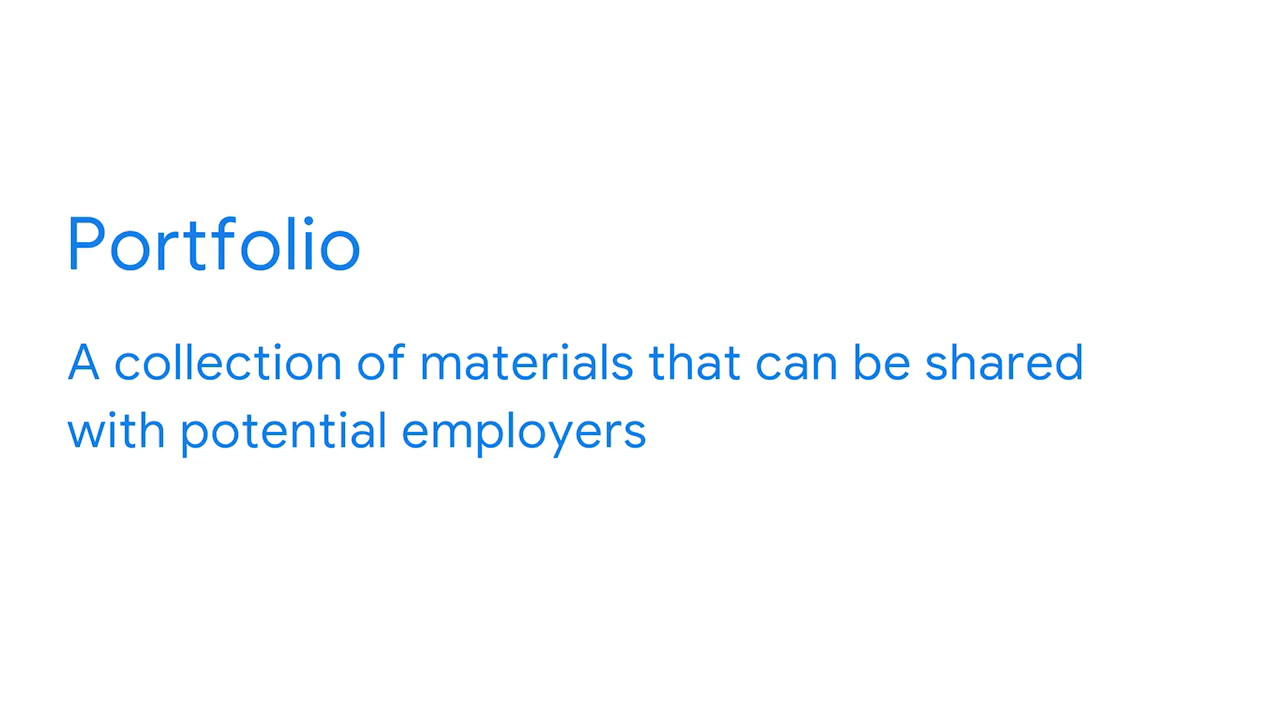 Portfolio
A collection of materials that can be shared
with potential employers